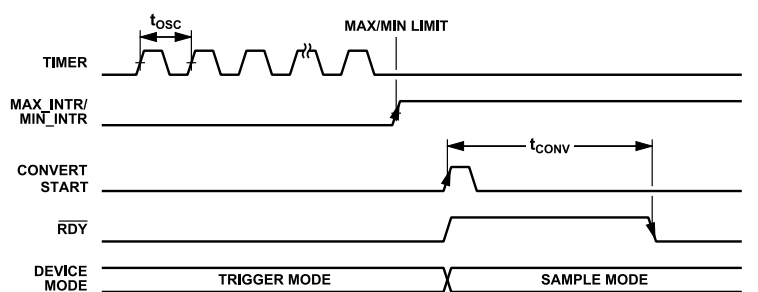 tOSC
MAX/MIN LIMIT
TIMER
MAX_INTR/
MIN_INTR
tCONV
CONVERT
START
RDY
DEVICE
MODE
TRIGGER MODE
SAMPLE MODE